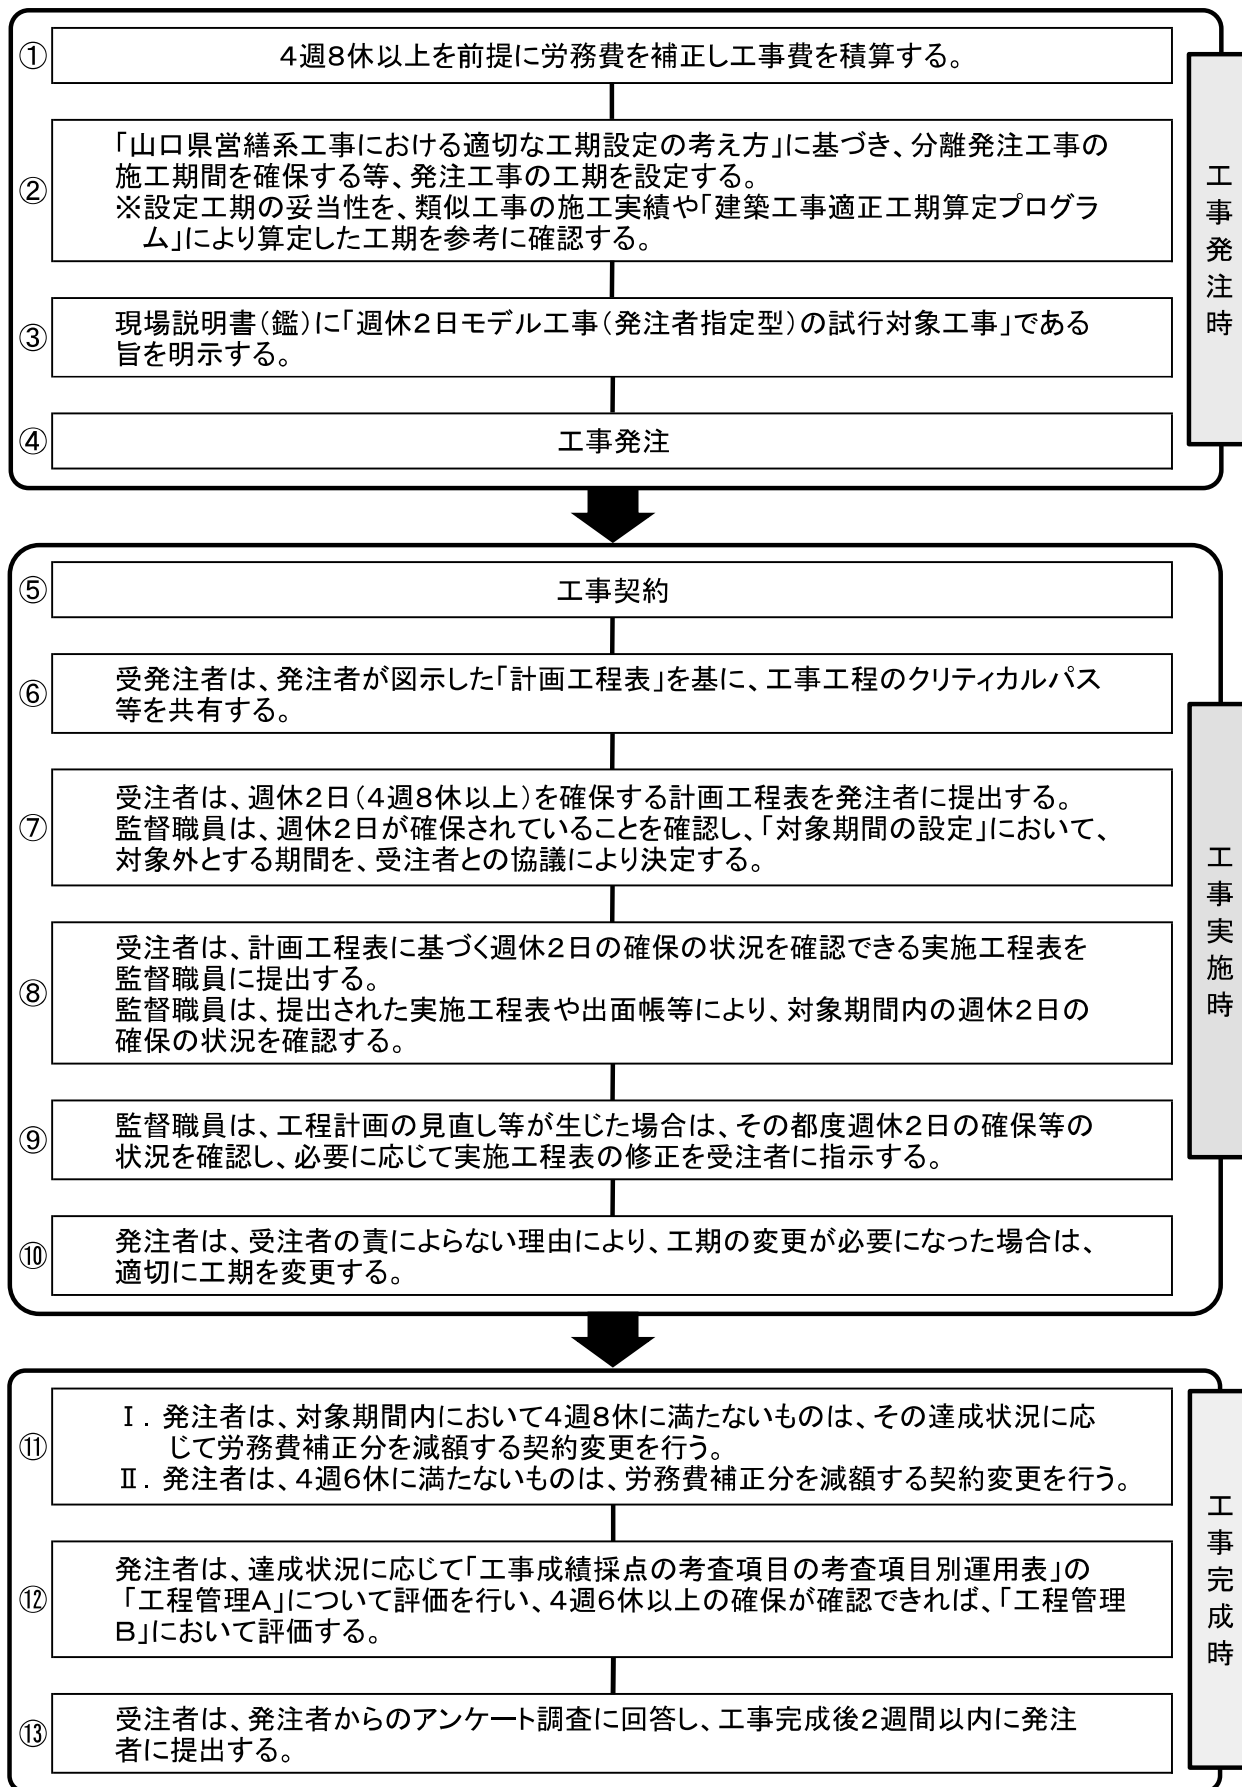 ①
4週8休以上を前提に労務費を補正し工事費を積算する。
②
「山口県営繕系工事における適切な工期設定の考え方」に基づき、分離発注工事の
施工期間を確保する等、発注工事の工期を設定する。
※設定工期の妥当性を、類似工事の施工実績や「建築工事適正工期算定プログラ
ム」により算定した工期を参考に確認する。
③
現場説明書(鑑)に「週休2日モデル工事(発注者指定型)の試行対象工事」である
旨を明示する。
④
工事発注
工事発注時
⑤
工事契約
⑥
受発注者は、発注者が図示した「計画工程表」を基に、工事工程のクリティカルパス
等を共有する。
⑦
受注者は、週休2日(4週8休以上)を確保する計画工程表を発注者に提出する。
監督職員は、週休2日が確保されていることを確認し、「対象期間の設定」において、
対象外とする期間を、受注者との協議により決定する。
⑧
受注者は、計画工程表に基づく週休2日の確保の状況を確認できる実施工程表を
監督職員に提出する。
監督職員は、提出された実施工程表や出面帳等により、対象期間内の週休2日の
確保の状況を確認する。
⑨
監督職員は、工程計画の見直し等が生じた場合は、その都度週休2日の確保等の
状況を確認し、必要に応じて実施工程表の修正を受注者に指示する。
⑩
発注者は、受注者の責によらない理由により、工期の変更が必要になった場合は、
適切に工期を変更する。
工事実施時
⑪
Ⅰ. 発注者は、対象期間内において4週8休に満たないものは、その達成状況に応
じて労務費補正分を減額する契約変更を行う。
Ⅱ. 発注者は、4週6休に満たないものは、労務費補正分を減額する契約変更を行う。
⑫
発注者は、達成状況に応じて「工事成績採点の考査項目の考査項目別運用表」の
「工程管理A」について評価を行い、4週6休以上の確保が確認できれば、「工程管理
B」において評価する。
⑬
受注者は、発注者からのアンケート調査に回答し、工事完成後2週間以内に発注
者に提出する。
工事完成時